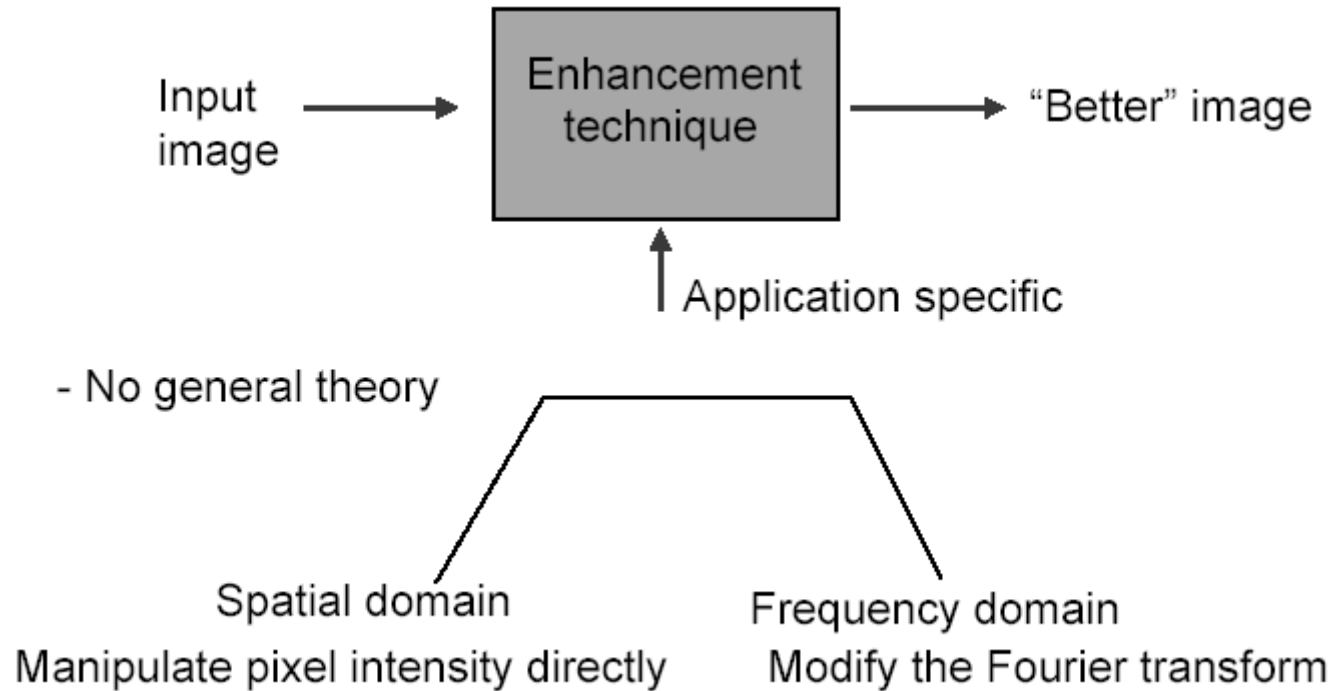 Input
image
Enhancement
technique
“Better” image
Application specific
- No general theory
Spatial domain
Manipulate pixel intensity directly
Frequency domain
Modify the Fourier transform